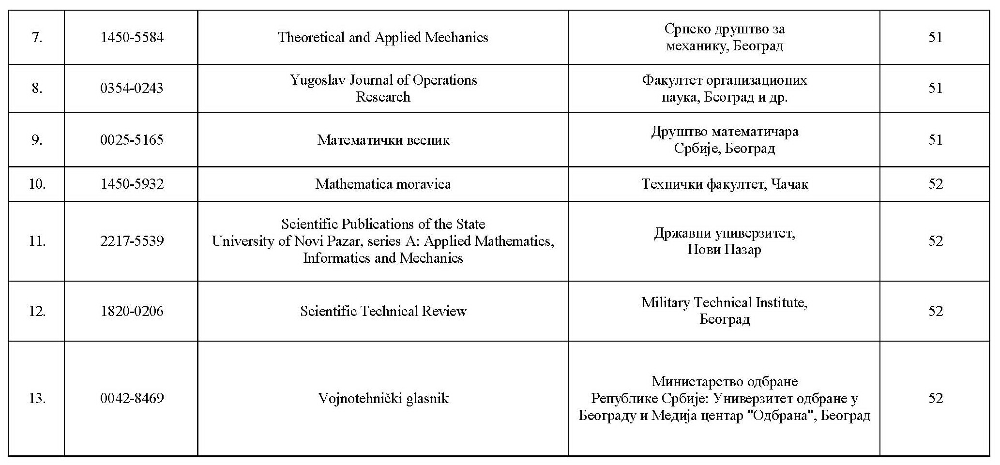 7.
1450-5584
Theoretical and Applied Mechanics
Српско друштво за
механику, Београд
51
8.
0354-0243
Yugoslav Journal of Operations
Research
Факултет организационих
наука, Београд и др.
51
9.
0025-5165
Математички весник
Друштво математичара
Србије, Београд
51
10.
1450-5932
Mathematica moravica
Технички факултет, Чачак
52
11.
2217-5539
Scientific Publications of the State
University of Novi Pazar, series A: Applied Mathematics,
Informatics and Mechanics
Државни универзитет,
Нови Пазар
52
12.
1820-0206
Scientific Technical Review
Military Technical Institute,
Београд
52
13.
0042-8469
Vojnotehnički glasnik
Министарство одбране
Републике Србије: Универзитет одбране у
Београду и Медија центар "Одбрана", Београд
52